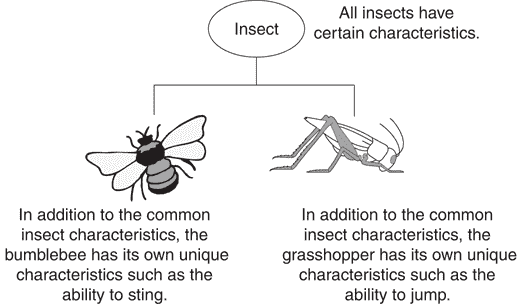 Insect
All insects have
certain characteristics.
In addition to the common
insect characteristics, the
bumblebee has its own unique
characteristics such as the
ability to sting.
In addition to the common
insect characteristics, the
grasshopper has its own unique
characteristics such as the
ability to jump.